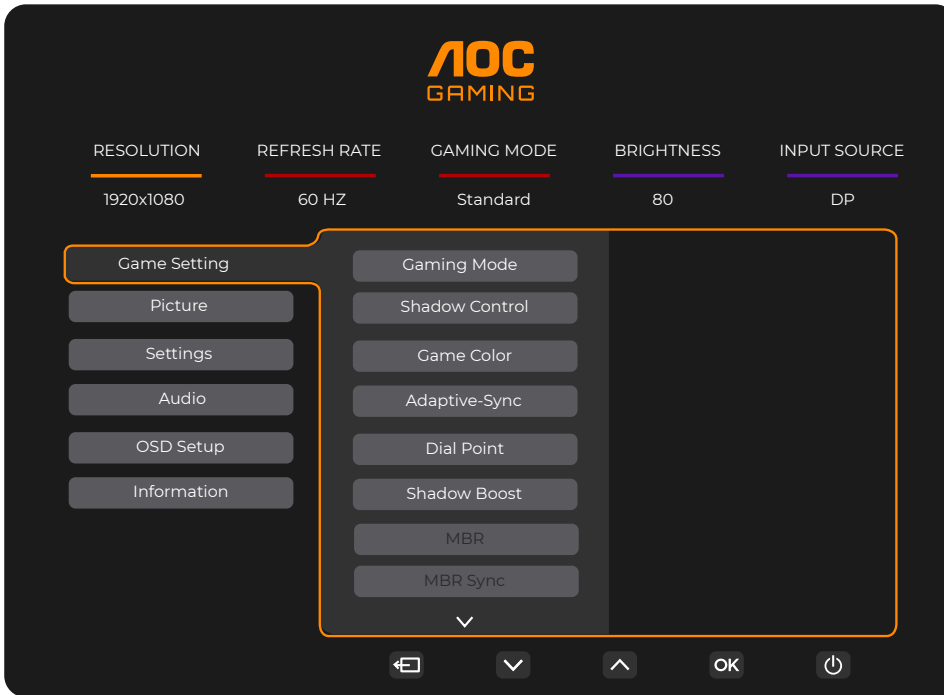 AOC
GAMING
RESOLUTION REFRESH RATE GAMING MODE BRIGHTNESS INPUT SOURCE
1920x1080 60 HZ Standard 80 DP
Game Setting
Picture
Settings
Audio
OSD Setup
Information
Gaming Mode
Shadow Control
Game Color
Adaptive-Sync
Dial Point
Shadow Boost
MBR
MBR Sync
OK